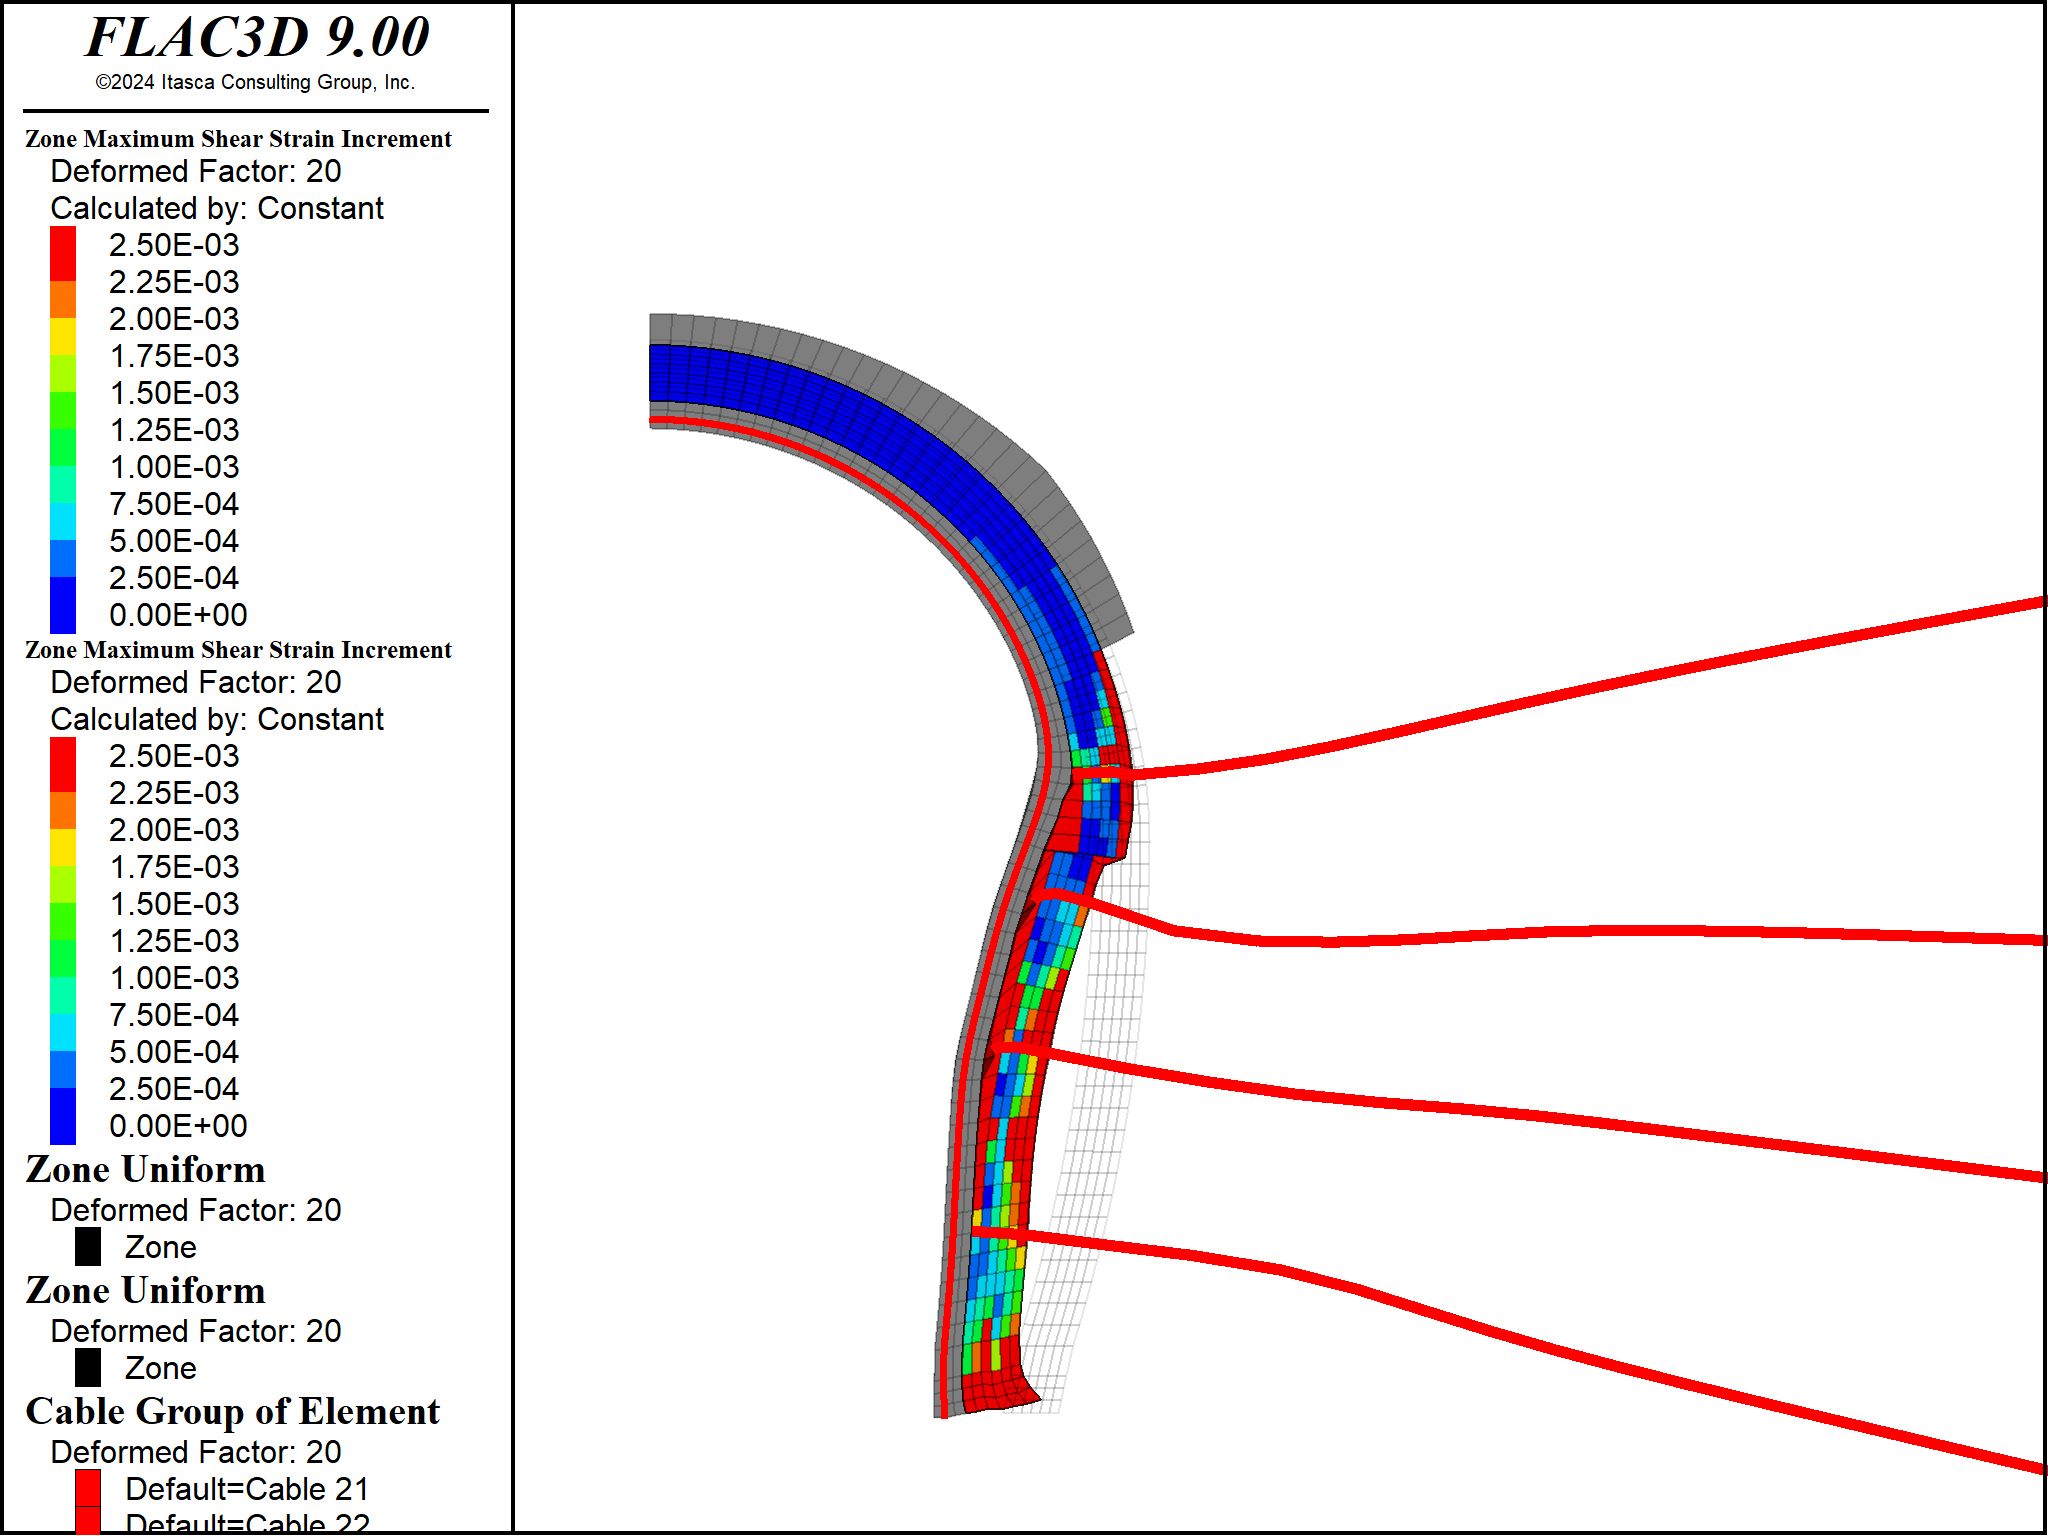 FLAC3D 9.00
©2024 Itasca Consulting Group, Inc.
Zone Maximum Shear Strain Increment
Deformed Factor: 20
Calculated by: Constant
2.50E-03
2.25E-03
2.00E-03
1.75E-03
1.50E-03
1.25E-03
1.00E-03
7.50E-04
5.00E-04
2.50E-04
0.00E+00
Zone Maximum Shear Strain Increment
Deformed Factor: 20
Calculated by: Constant
2.50E-03
2.25E-03
2.00E-03
1.75E-03
1.50E-03
1.25E-03
1.00E-03
7.50E-04
5.00E-04
2.50E-04
0.00E+00
Zone Uniform
Deformed Factor: 20
Zone
Zone Uniform
Deformed Factor: 20
Zone
Cable Group of Element
Deformed Factor: 20
Default=Cable 21
Default=Cable 22